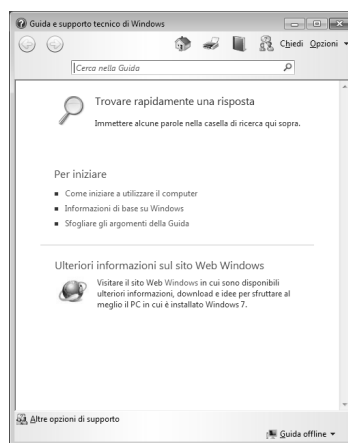 Guida e supporto tecnico di Windows
Chiedi Opzioni
Cerca nella Guida
Trovare rapidamente una risposta
Immettere alcune parole nella casella di ricerca qui sopra.
Per iniziare
Come iniziare a utilizzare il computer
Informazioni di base su Windows
Sfogliare gli argomenti della Guida
Ulteriori informazioni sul sito Web Windows
Visitare il sito Web Windows in cui sono disponibili
ulteriori informazioni, download e idee per sfruttare al
meglio il PC in cui è installato Windows 7.
Altre opzioni di supporto
Guida offline